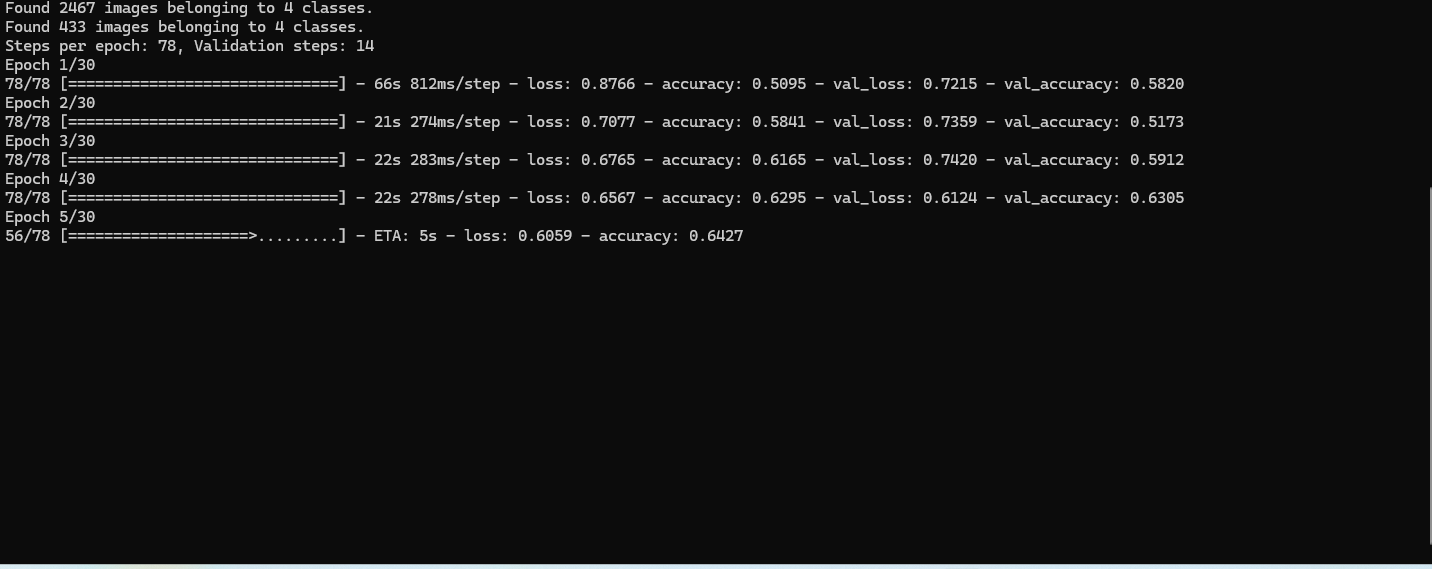 Found 2467 images belonging to 4 classes.
Found 433 images belonging to 4 classes.
Steps per epoch: 78, Validation steps: 14
Epoch 1/30
78/78 [==============================] - 66s 812ms/step - loss: 0.8766 - accuracy: 0.5095 - val_loss: 0.7215 - val_accuracy: 0.5820
Epoch 2/30
78/78 [==============================] - 21s 274ms/step - loss: 0.7077 - accuracy: 0.5841 - val_loss: 0.7359 - val_accuracy: 0.5173
Epoch 3/30
78/78 [==============================] - 22s 283ms/step - loss: 0.6765 - accuracy: 0.6165 - val_loss: 0.7420 - val_accuracy: 0.5912
Epoch 4/30
78/78 [==============================] - 22s 278ms/step - loss: 0.6567 - accuracy: 0.6295 - val_loss: 0.6124 - val_accuracy: 0.6305
Epoch 5/30
56/78 [====================>.........] - ETA: 5s - loss: 0.6059 - accuracy: 0.6427